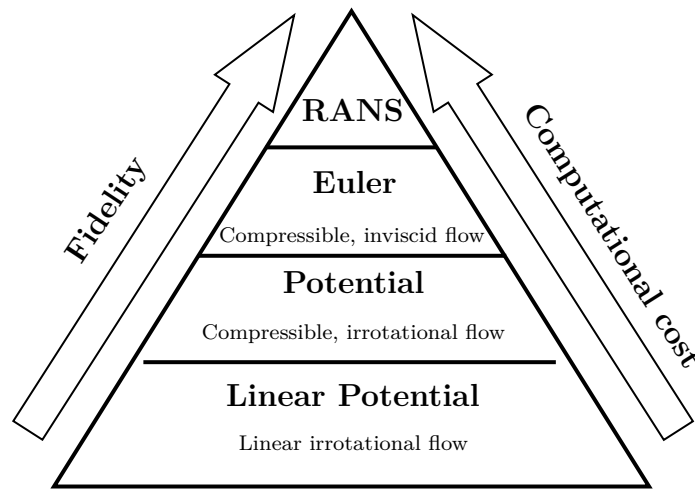 RANS
Euler
Compressible, inviscid flow
Potential
Compressible, irrotational flow
Linear Potential
Linear irrotational flow
Fidelity
Computational cost